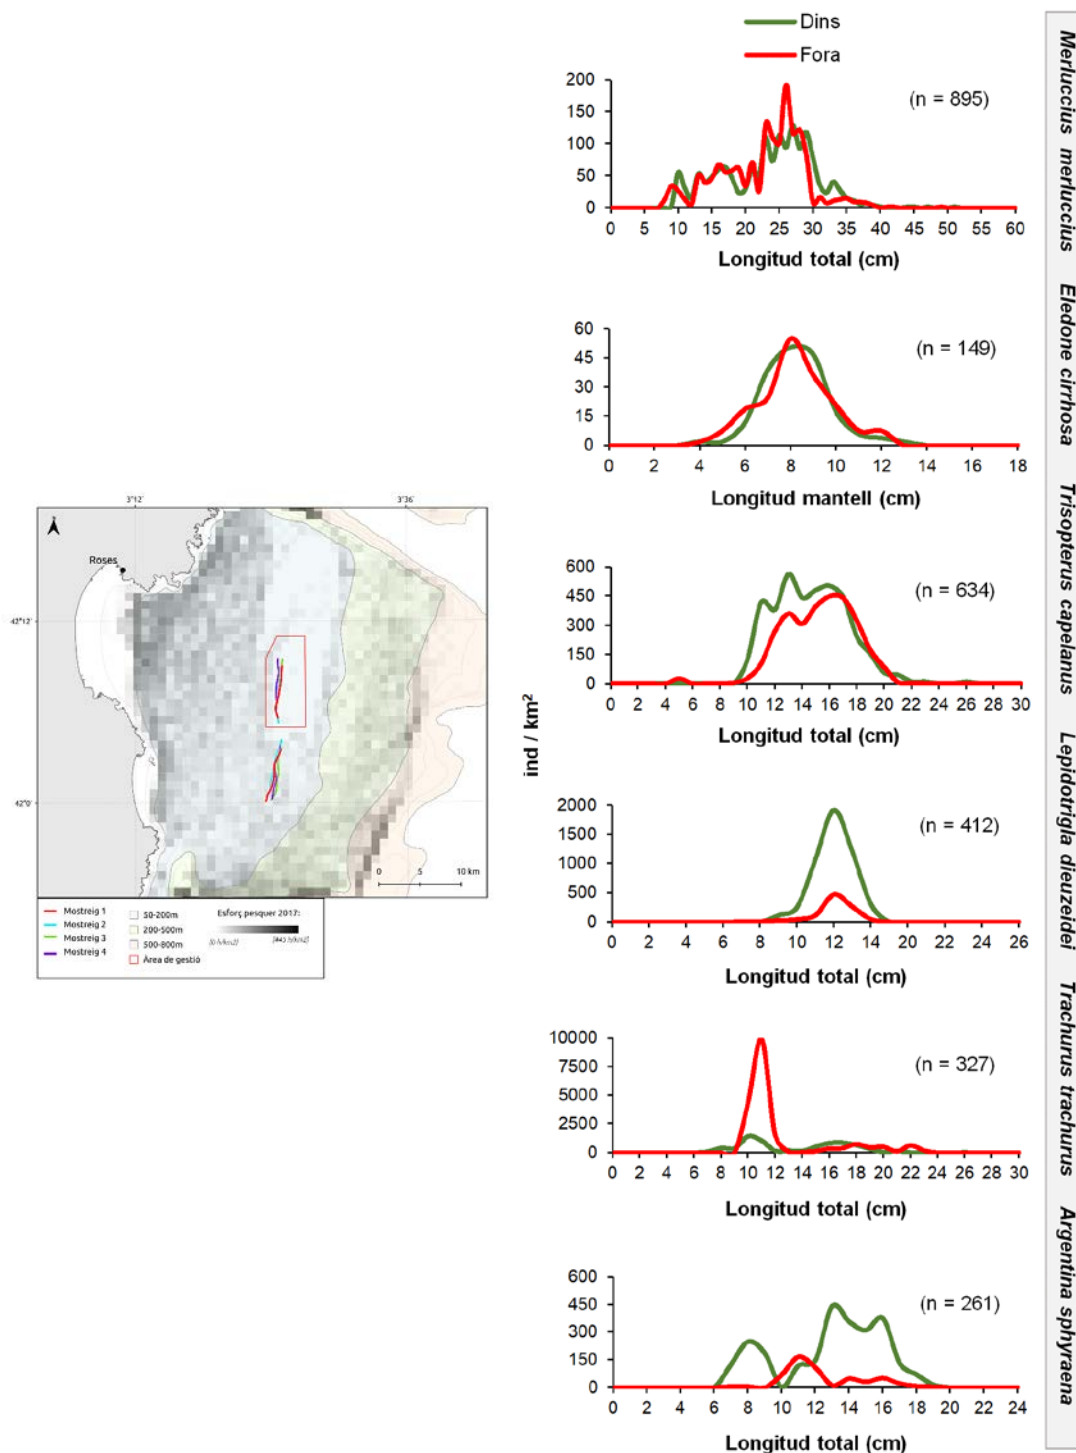 Dins
Fora
200
150
100
50
0
(n = 895)
0 5 10 15 20 25 30 35 40 45 50 55 60
Longitud total (cm)
Merluccius merluccius
60
45
30
15
0
(n = 149)
0 2 4 6 8 10 12 14 16 18
Longitud mantell (cm)
Eledone cirrhosa
600
450
300
150
0
(n = 634)
0 2 4 6 8 10 12 14 16 18 20 22 24 26 28 30
Longitud total (cm)
Trisopterus capelanus
ind / km²
2000
1500
1000
500
0
(n = 412)
0 2 4 6 8 10 12 14 16 18 20 22 24 26
Longitud total (cm)
Lepidotrigla dieuzeidei
10000
7500
5000
2500
0
(n = 327)
0 2 4 6 8 10 12 14 16 18 20 22 24 26 28 30
Longitud total (cm)
Trachurus trachurus
600
450
300
150
0
(n = 261)
0 2 4 6 8 10 12 14 16 18 20 22 24
Longitud total (cm)
Argentina sphyraena
3°12'
3°36'
Roses
42°12'
42°0'
0 5 10 km
Mostreig 1
Mostreig 2
Mostreig 3
Mostreig 4
50-200m
200-500m
500-800m
Àrea de gestió
Esforç pesquer 2017:
[0 h/km2]
[445 h/km2]